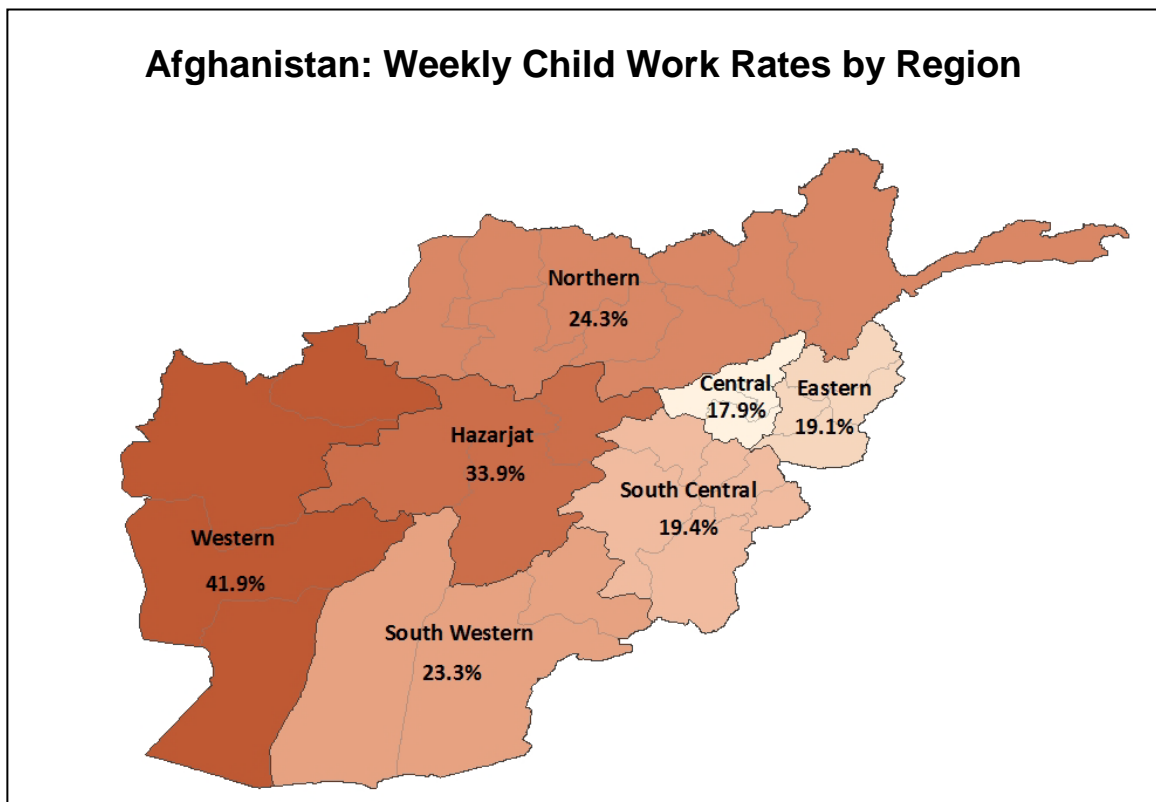 Afghanistan: Weekly Child Work Rates by Region
Northern
24.3%
Central
17.9%
Eastern
19.1%
Hazarjat
33.9%
South Central
19.4%
Western
41.9%
South Western
23.3%